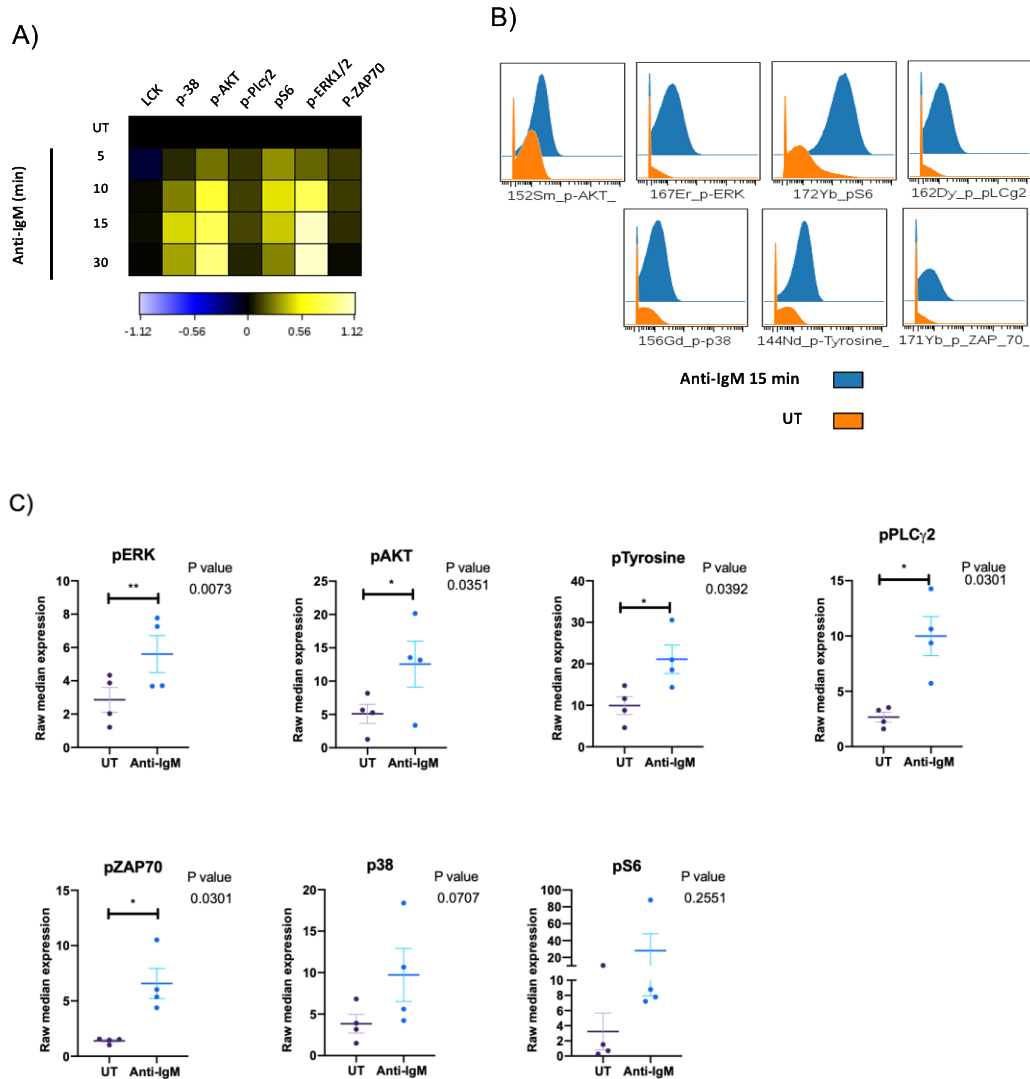 A)
LCK p-38 p-AKT p-Plcγ2 pS6 p-ERK1/2 P-ZAP70
UT
5
10
15
30
Anti-IgM (min)
-1.12 -0.56 0 0.56 1.12
B)
152Sm_p-AKT_ 167Er_p-ERK 172Yb_pS6 162Dy_p_pLCg2
156Gd_p-p38 144Nd_p-Tyrosine_ 171Yb_p_ZAP_70_
Anti-IgM 15 min
UT
C)
pERK
P value
0.0073
**
Raw median expression
10
8
6
4
2
0
UT Anti-IgM
pAKT
P value
0.0351
*
Raw median expression
25
20
15
10
5
0
UT Anti-IgM
pTyrosine
P value
0.0392
*
Raw median expression
40
30
20
10
0
UT Anti-IgM
pPLCγ2
P value
0.0301
*
Raw median expression
15
10
5
0
UT Anti-IgM
pZAP70
P value
0.0301
*
Raw median expression
15
10
5
0
UT Anti-IgM
p38
P value
0.0707
Raw median expression
20
15
10
5
0
UT Anti-IgM
pS6
P value
0.2551
Raw median expression
100
80
60
40
20
10
8
6
4
2
0
UT Anti-IgM